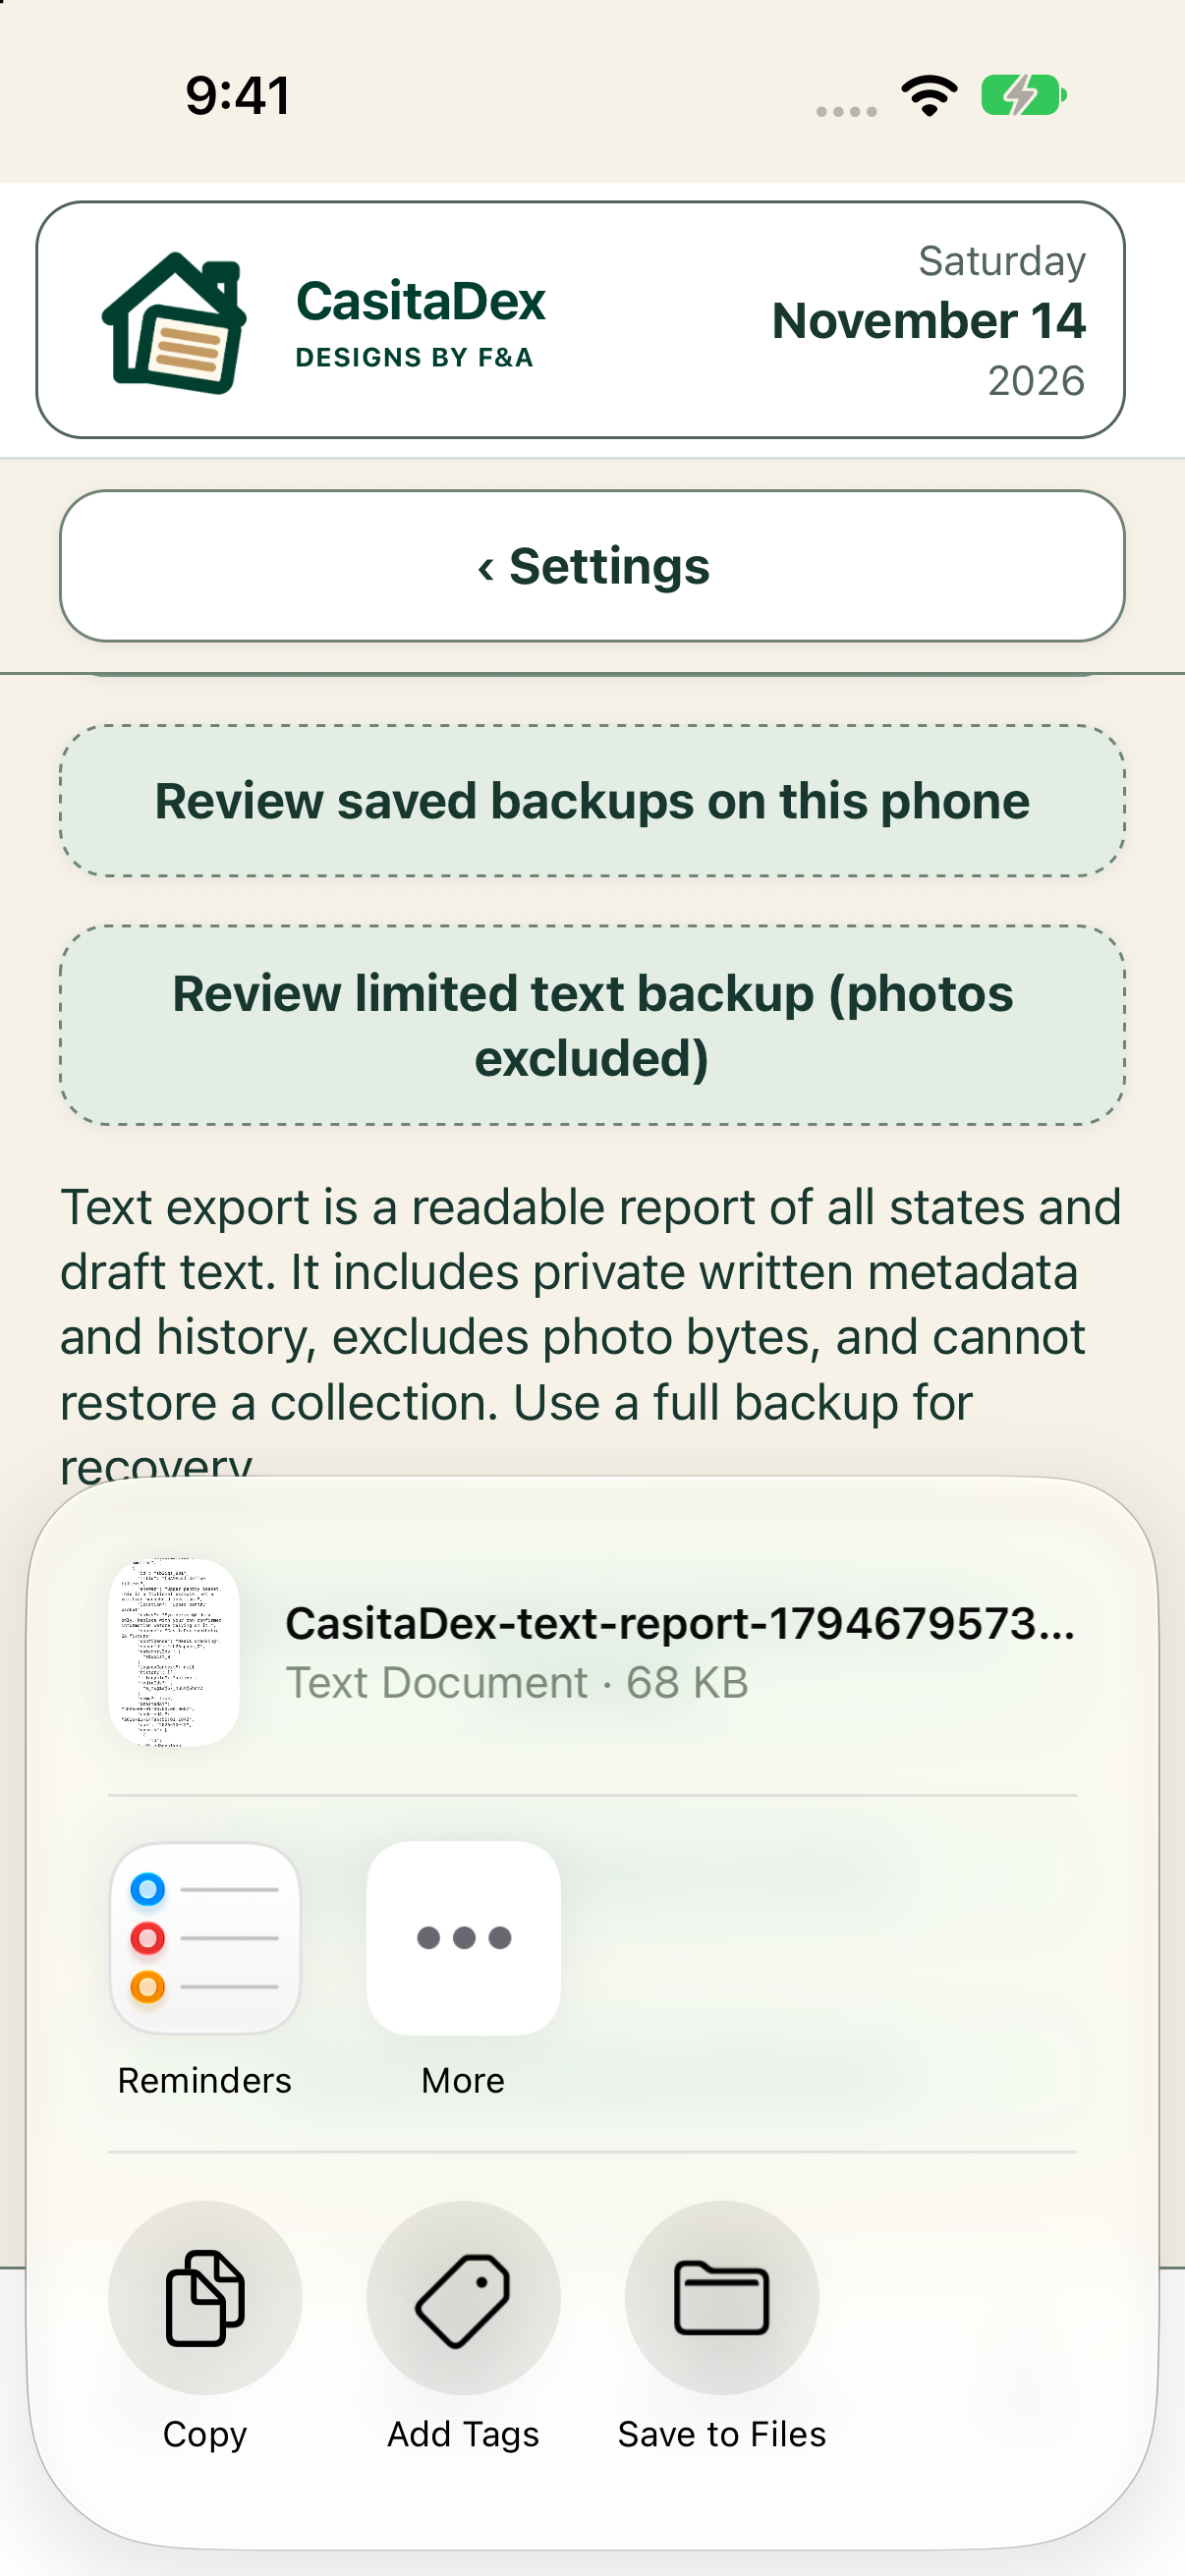 9:41
CasitaDex
DESIGNS BY F&A
Saturday
November 14
2026
‹ Settings
Review saved backups on this phone
Review limited text backup (photos
excluded)
Text export is a readable report of all states and
draft text. It includes private written metadata
and history, excludes photo bytes, and cannot
restore a collection. Use a full backup for
recovery
CasitaDex-text-report-1794679573...
Text Document · 68 KB
Reminders
More
Copy
Add Tags
Save to Files